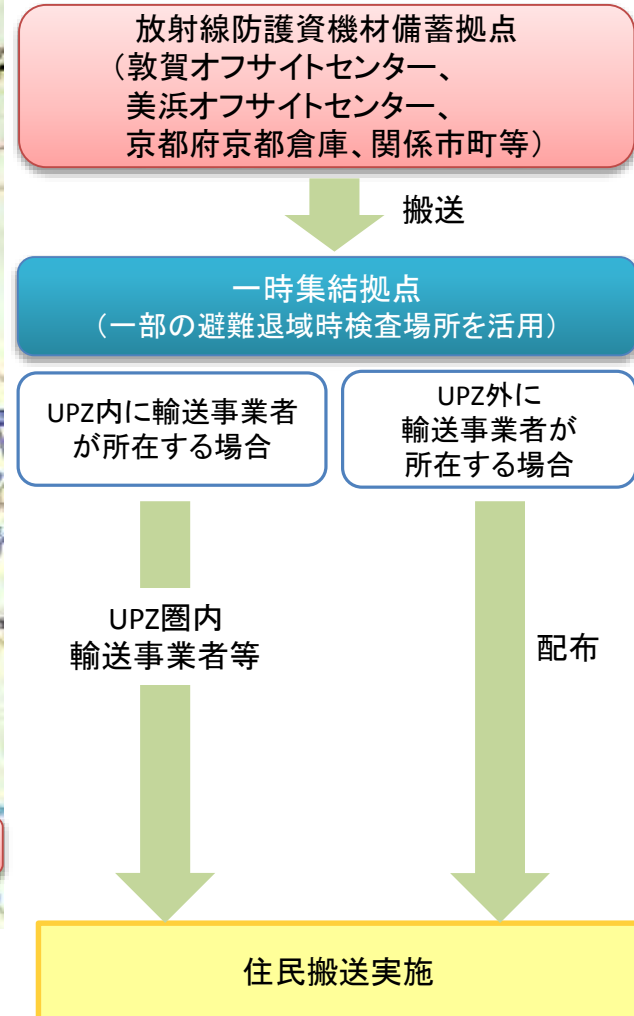 放射線防護資機材備蓄拠点
（敦賀オフサイトセンター、
美浜オフサイトセンター、
京都府京都倉庫、関係市町等）
搬送
一時集結拠点
（一部の避難退域時検査場所を活用）
UPZ内に輸送事業者
が所在する場合
UPZ外に
輸送事業者が
所在する場合
UPZ圏内
輸送事業者等
配布
住民搬送実施